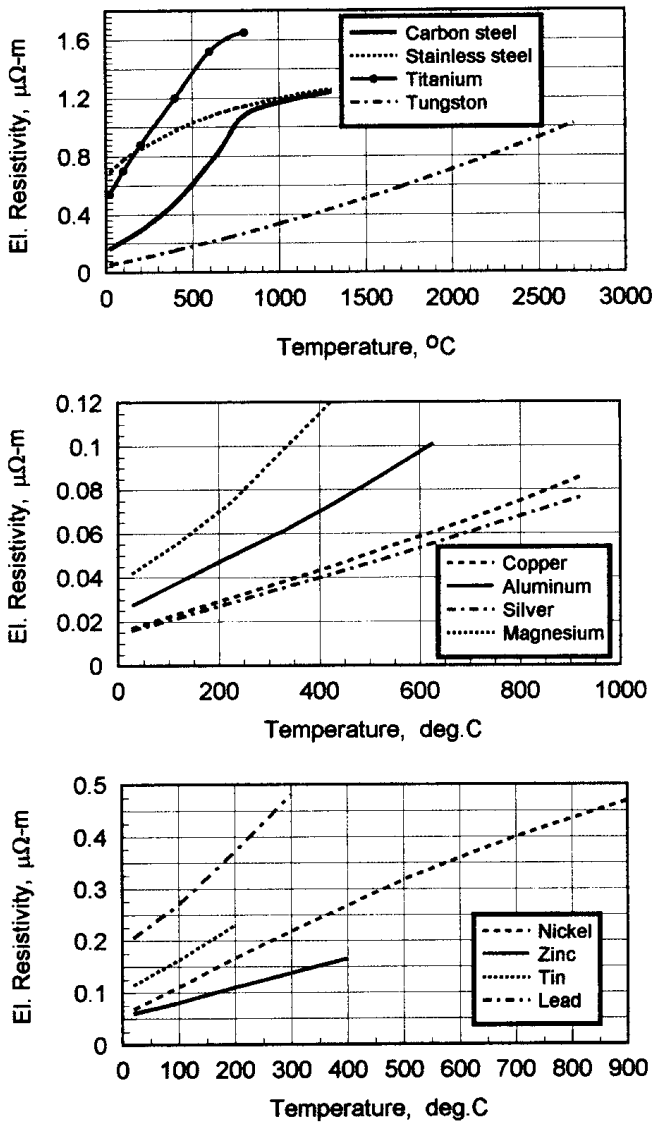 El. Resistivity, μΩ-m
1.6
1.2
0.8
0.4
0
Carbon steel
Stainless steel
Titanium
Tungston
0 500 1000 1500 2000 2500 3000
Temperature, ºC
El. Resistivity, μΩ-m
0.12
0.1
0.08
0.06
0.04
0.02
0
Copper
Aluminum
Silver
Magnesium
0 200 400 600 800 1000
Temperature, deg.C
El. Resistivity, μΩ-m
0.5
0.4
0.3
0.2
0.1
0
Nickel
Zinc
Tin
Lead
0 100 200 300 400 500 600 700 800 900
Temperature, deg.C